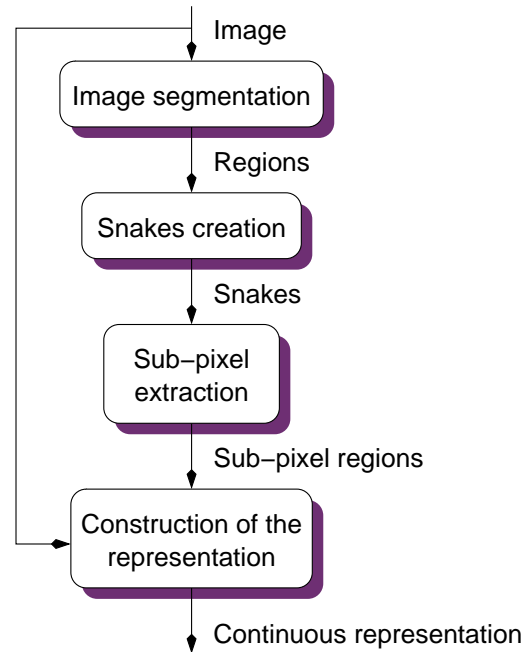 Image
Image segmentation
Regions
Snakes creation
Snakes
Sub−pixel
extraction
Sub−pixel regions
Construction of the
representation
Continuous representation